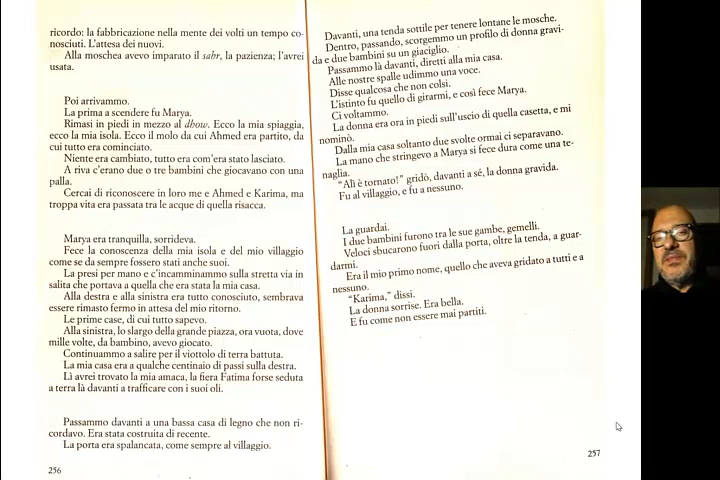 ricordo: la fabbricazione nella mente dei volti un tempo co-
nosciuti. L'attesa dei nuovi.
Alla moschea avevo imparato il sabr, la pazienza; l'avrei
usata.
Poi arrivammo.
La prima a scendere fu Marya.
Rimasi in piedi in mezzo al dhow. Ecco la mia spiaggia,
ecco la mia isola. Ecco il molo da cui Ahmed era partito, da
cui tutto era cominciato.
Niente era cambiato, tutto era com'era stato lasciato.
A riva c'erano due o tre bambini che giocavano con una
palla.
Cercai di riconoscere in loro me e Ahmed e Karima, ma
troppa vita era passata tra le acque di quella risacca.
Marya era tranquilla, sorrideva.
Fece la conoscenza della mia isola e del mio villaggio
come se da sempre fossero stati anche suoi.
La presi per mano e c'incamminammo sulla stretta via in
salita che portava a quella che era stata la mia casa.
Alla destra e alla sinistra era tutto conosciuto, sembrava
essere rimasto fermo in attesa del mio ritorno.
Le prime case, di cui tutto sapevo.
Alla sinistra, lo slargo della grande piazza, ora vuota, dove
mille volte, da bambino, avevo giocato.
Continuammo a salire per il viottolo di terra battuta.
La mia casa era a qualche centinaio di passi sulla destra.
Lì avrei trovato la mia amaca, la fiera Fatima forse seduta
a terra là davanti a trafficare con i suoi oli.
Passammo davanti a una bassa casa di legno che non ri-
cordavo. Era stata costruita di recente.
La porta era spalancata, come sempre al villaggio.
256
Davanti, una tenda sottile per tenere lontane le mosche.
Dentro, passando, scorgemmo un profilo di donna gravi-
da e due bambini su un giaciglio.
Passammo là davanti, diretti alla mia casa.
Alle nostre spalle udimmo una voce.
Disse qualcosa che non colsi.
L'istinto fu quello di girarmi, e così fece Marya.
Ci voltammo.
La donna era ora in piedi sull'uscio di quella casetta, e mi
nominò.
Dalla mia casa soltanto due svolte ormai ci separavano.
La mano che stringevo a Marya si fece dura come una te-
naglia.
"Alì è tornato!" gridò, davanti a sé, la donna gravida.
Fu al villaggio, e fu a nessuno.
La guardai.
I due bambini furono tra le sue gambe, gemelli.
Veloci sbucarono fuori dalla porta, oltre la tenda, a guar-
darmi.
Era il mio primo nome, quello che aveva gridato a tutti e a
nessuno.
"Karima," dissi.
La donna sorrise. Era bella.
E fu come non essere mai partiti.
257